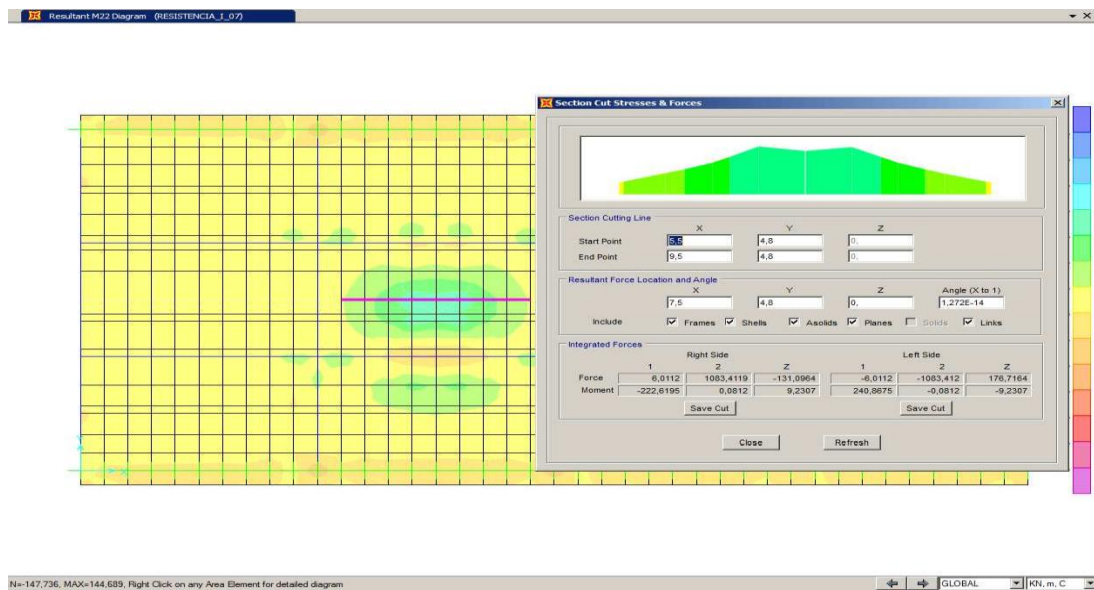 Resultant M22 Diagram (RESISTENCIA_I_07)
Section Cut Stresses & Forces
Section Cutting Line
X Y Z
Start Point 5,5 4,8 0,
End Point 9,5 4,8 0,
Resultant Force Location and Angle
X Y Z Angle (X to 1)
7,5 4,8 0, 1,272E-14
Include Frames Shells Asolids Planes Solids Links
Integrated Forces
Right Side Left Side
1 2 Z 1 2 Z
Force 6,0112 1083,4119 -131,0964 -6,0112 -1083,412 176,7164
Moment -222,6195 0,0812 9,2307 240,8675 -0,0812 -9,2307
Save Cut Save Cut
Close Refresh
Y
X
N=-147,736, MAX=144,689, Right Click on any Area Element for detailed diagram GLOBAL KN, m, C